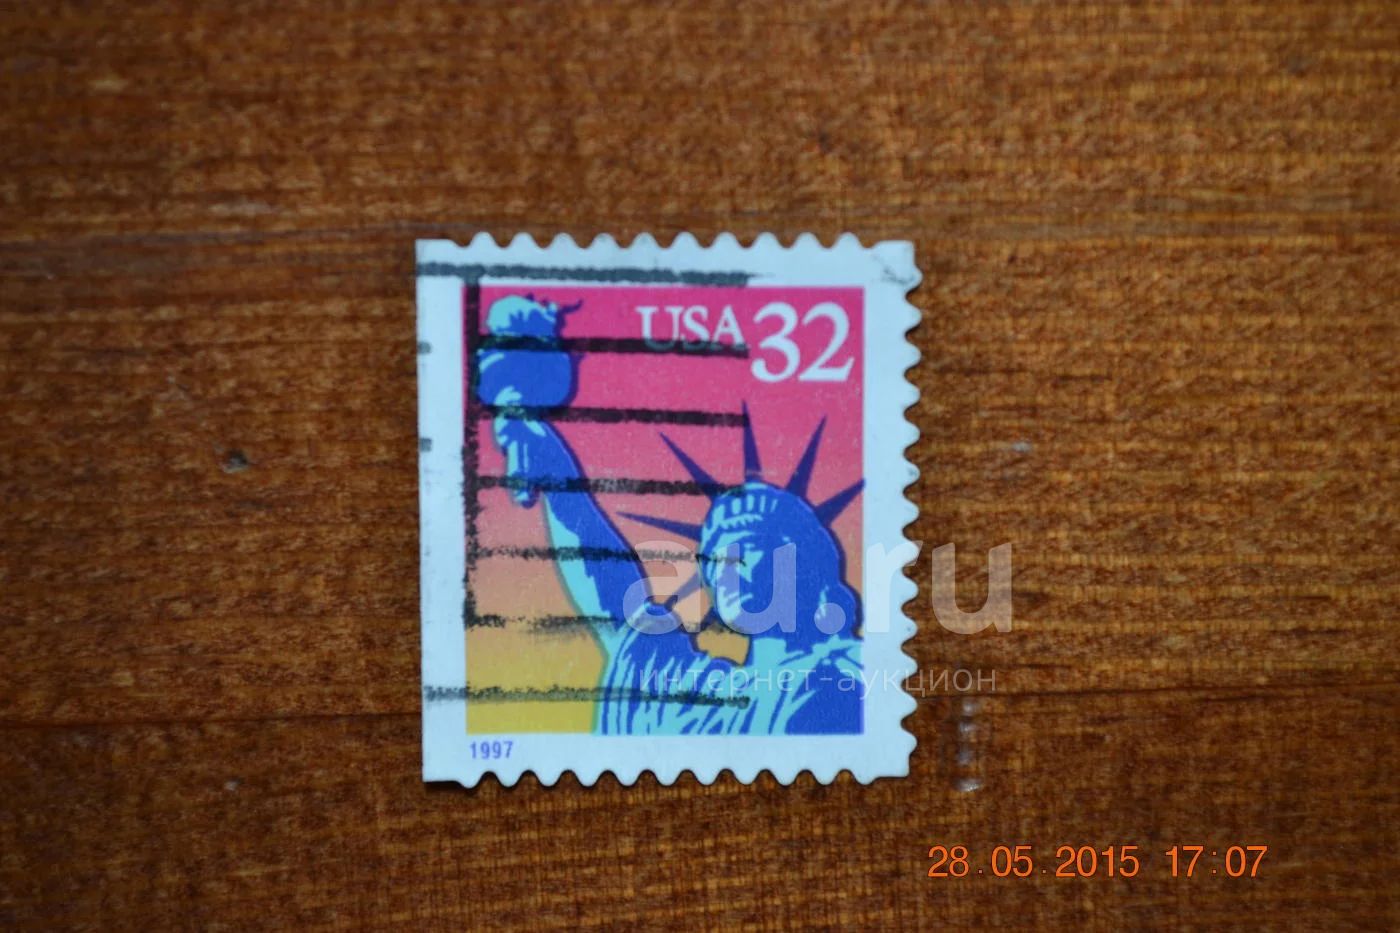 USA 32
au.ru
интернет-аукцион
1997
28.05.2015 17:07